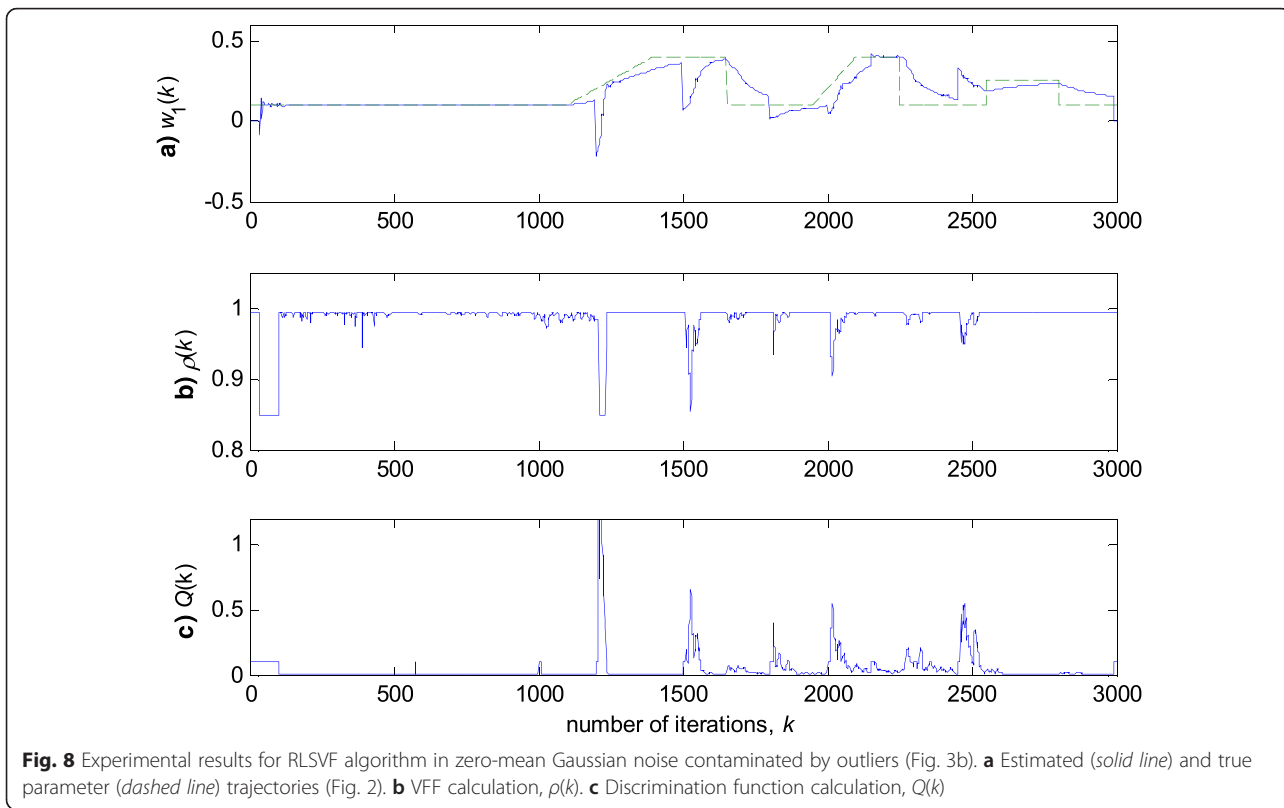 0.5
0
-0.5
a) w1(k)
0 500 1000 1500 2000 2500 3000
1
0.9
0.8
b) ρ(k)
0 500 1000 1500 2000 2500 3000
1
0.5
0
c) Q(k)
0 500 1000 1500 2000 2500 3000
number of iterations, k
Fig. 8 Experimental results for RLSVF algorithm in zero-mean Gaussian noise contaminated by outliers (Fig. 3b). a Estimated (solid line) and true
parameter (dashed line) trajectories (Fig. 2). b VFF calculation, ρ(k). c Discrimination function calculation, Q(k)